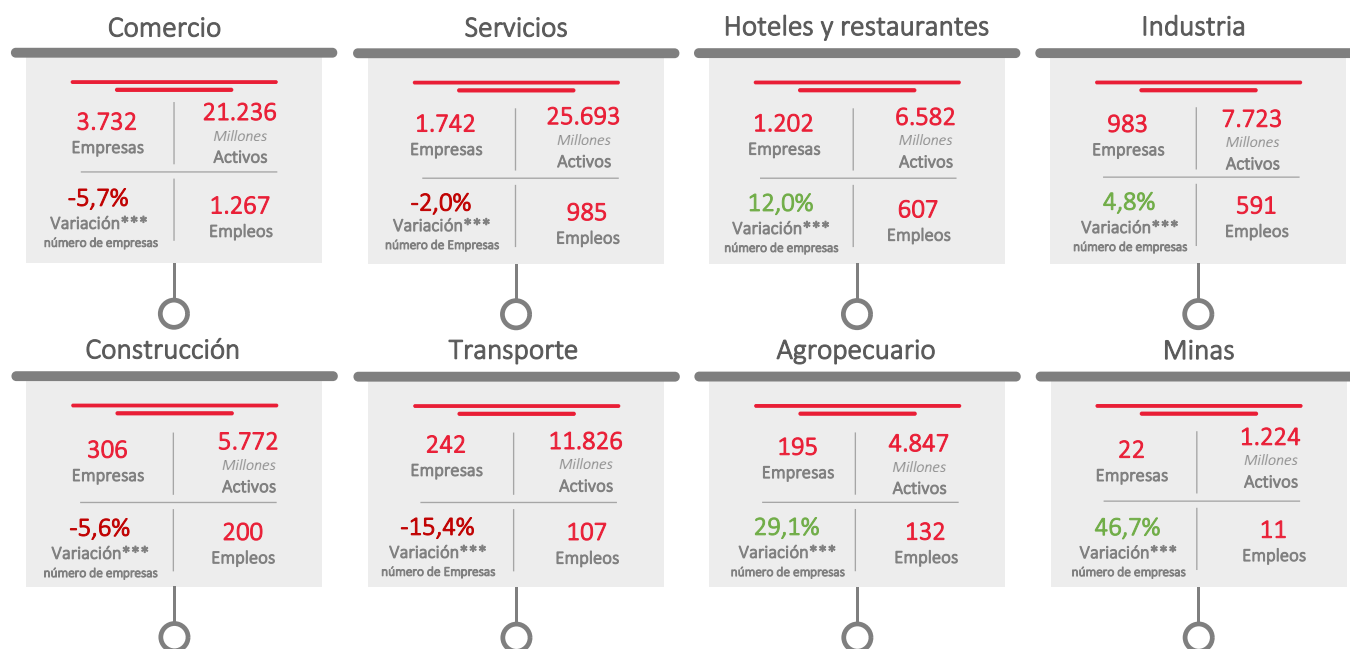 Comercio
3.732
Empresas
21.236
Millones
Activos
-5,7%
Variación***
número de empresas
1.267
Empleos
Servicios
1.742
Empresas
25.693
Millones
Activos
-2,0%
Variación***
número de Empresas
985
Empleos
Hoteles y restaurantes
1.202
Empresas
6.582
Millones
Activos
12,0%
Variación***
número de empresas
607
Empleos
Industria
983
Empresas
7.723
Millones
Activos
4,8%
Variación***
número de empresas
591
Empleos
Construcción
306
Empresas
5.772
Millones
Activos
-5,6%
Variación***
número de empresas
200
Empleos
Transporte
242
Empresas
11.826
Millones
Activos
-15,4%
Variación***
número de Empresas
107
Empleos
Agropecuario
195
Empresas
4.847
Millones
Activos
29,1%
Variación***
número de empresas
132
Empleos
Minas
22
Empresas
1.224
Millones
Activos
46,7%
Variación***
número de empresas
11
Empleos